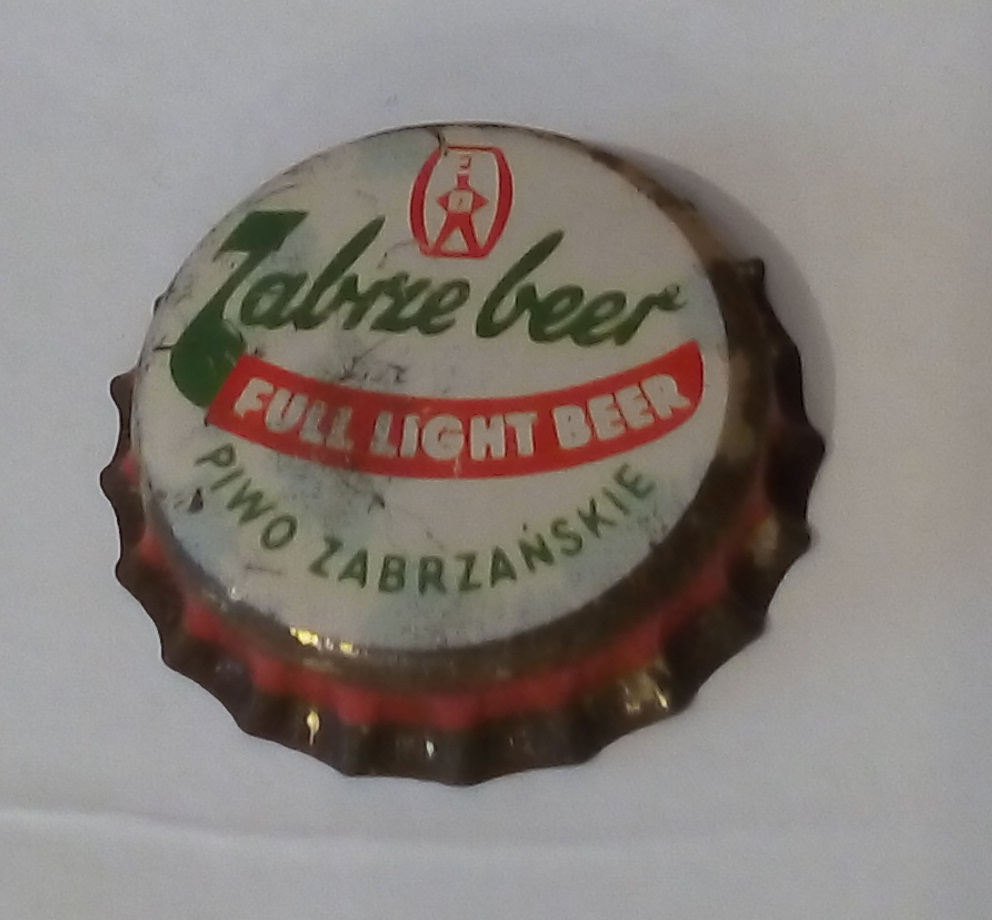 Zabrze beer
FULL LIGHT BEER
PIWO ZABRZAŃSKIE